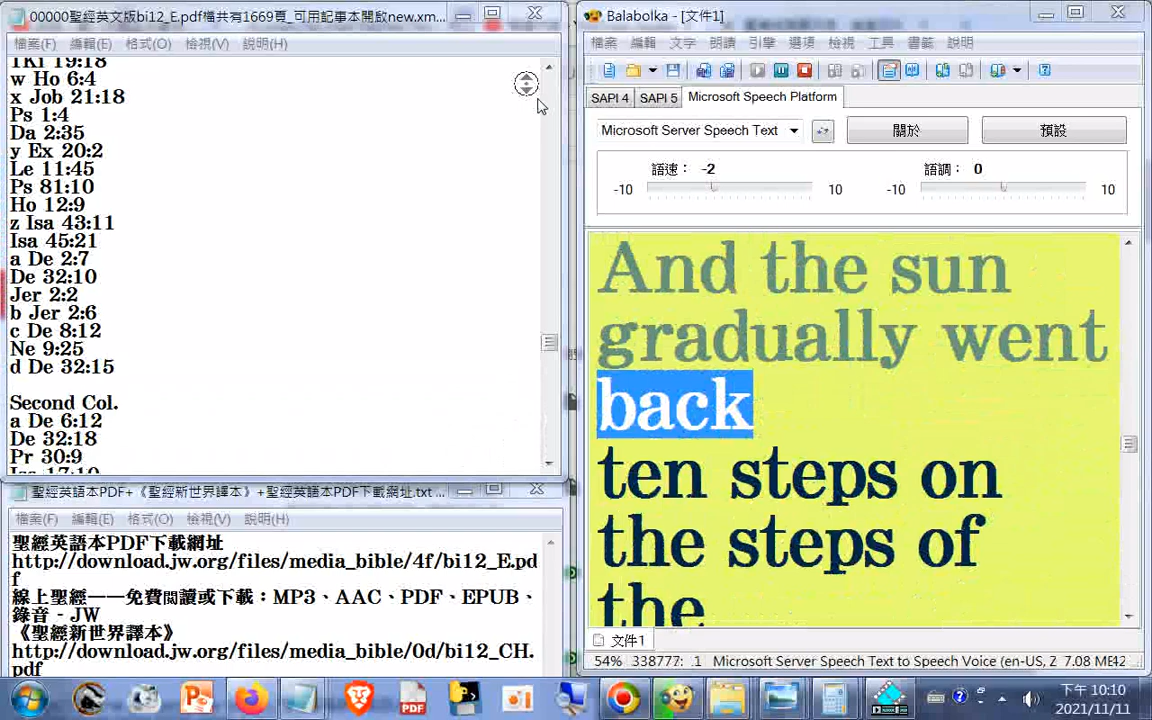 00000聖經英文版bi12_E.pdf檔共有1669頁_可用記事本開啟new.xm...
檔案(F) 編輯(E) 格式(O) 檢視(V) 說明(H)
1Ki 19:18
w Ho 6:4
x Job 21:18
Ps 1:4
Da 2:35
y Ex 20:2
Le 11:45
Ps 81:10
Ho 12:9
z Isa 43:11
Isa 45:21
a De 2:7
De 32:10
Jer 2:2
b Jer 2:6
c De 8:12
Ne 9:25
d De 32:15
Second Col.
a De 6:12
De 32:18
Pr 30:9
Isa 17:10
聖經英語本PDF+《聖經新世界譯本》+聖經英語本PDF下載網址.txt ...
檔案(F) 編輯(E) 格式(O) 檢視(V) 說明(H)
聖經英語本PDF下載網址
http://download.jw.org/files/media_bible/4f/bi12_E.pd
f
線上聖經——免費閱讀或下載：MP3、AAC、PDF、EPUB、
錄音 - JW
《聖經新世界譯本》
http://download.jw.org/files/media_bible/0d/bi12_CH.
pdf
Balabolka - [文件1]
檔案 編輯 文字 朗讀 引擎 選項 檢視 工具 書籤 說明
SAPI 4 SAPI 5 Microsoft Speech Platform
Microsoft Server Speech Text 關於 預設
語速： -2 語調： 0
-10 10 -10 10
And the sun
gradually went
back
ten steps on
the steps of
the
文件1
54% 338777: 1 Microsoft Server Speech Text to Speech Voice (en-US, Z 7.08 ME
PDF
下午 10:10
2021/11/11